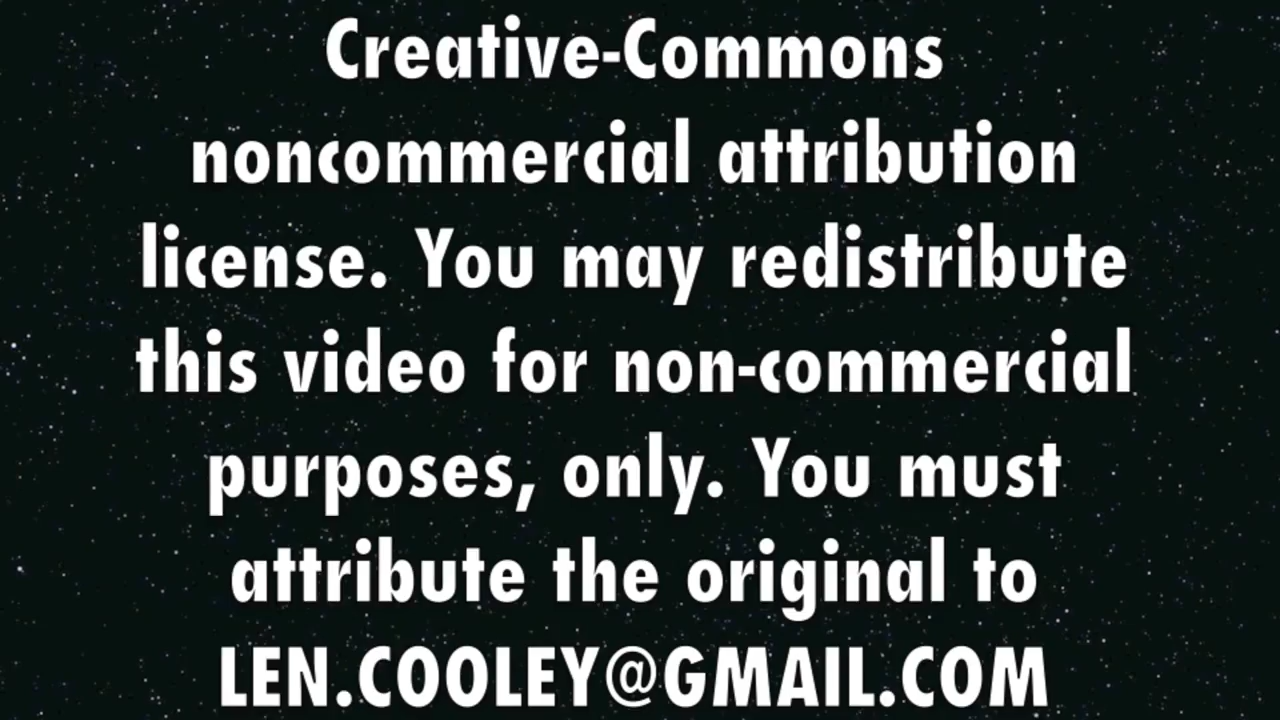 Creative-Commons
noncommercial attribution
license. You may redistribute
this video for non-commercial
purposes, only. You must
attribute the original to
LEN.COOLEY@GMAIL.COM